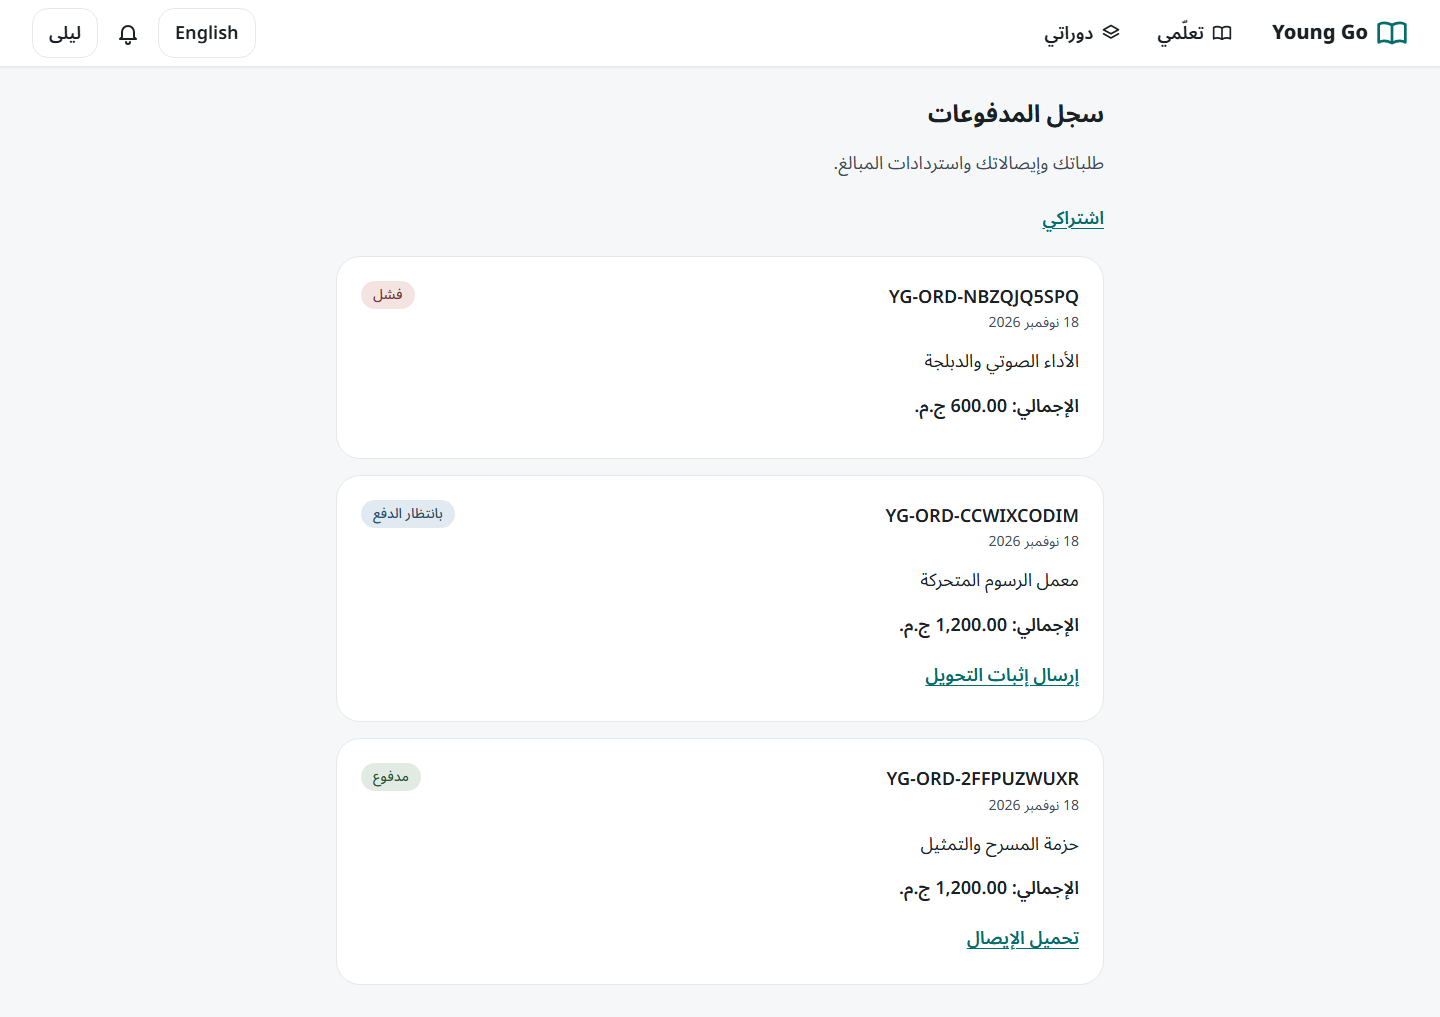 Young Go
تعلّمي
دوراتي
English
ليلى
سجل المدفوعات
طلباتك وإيصالاتك واستردادات المبالغ.
اشتراكي
YG-ORD-NBZQJQ5SPQ
فشل
18 نوفمبر 2026
الأداء الصوتي والدبلجة
الإجمالي: 600.00 ج.م.
YG-ORD-CCWIXCODIM
بانتظار الدفع
18 نوفمبر 2026
معمل الرسوم المتحركة
الإجمالي: 1,200.00 ج.م.
إرسال إثبات التحويل
YG-ORD-2FFPUZWUXR
مدفوع
18 نوفمبر 2026
حزمة المسرح والتمثيل
الإجمالي: 1,200.00 ج.م.
تحميل الإيصال